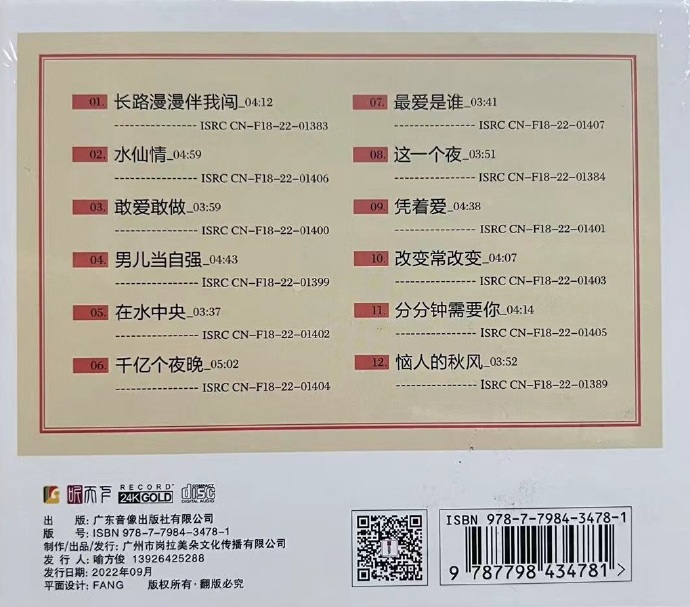 01. 长路漫漫伴我闯_04:12
---------------- ISRC CN-F18-22-01383
02. 水仙情_04:59
---------------- ISRC CN-F18-22-01406
03. 敢爱敢做_03:59
---------------- ISRC CN-F18-22-01400
04. 男儿当自强_04:43
---------------- ISRC CN-F18-22-01399
05. 在水中央_03:37
---------------- ISRC CN-F18-22-01402
06. 千亿个夜晚_05:02
---------------- ISRC CN-F18-22-01404
07. 最爱是谁_03:41
---------------- ISRC CN-F18-22-01407
08. 这一个夜_03:51
---------------- ISRC CN-F18-22-01384
09. 凭着爱_04:38
---------------- ISRC CN-F18-22-01401
10. 改变常改变_04:07
---------------- ISRC CN-F18-22-01403
11. 分分钟需要你_04:14
---------------- ISRC CN-F18-22-01405
12. 恼人的秋风_03:52
---------------- ISRC CN-F18-22-01389
RECORD
24K GOLD
COMPACT
disc
DIGITAL AUDIO
出 版: 广东音像出版社有限公司
版 号: ISBN 978-7-7984-3478-1
制作/出品/发行: 广州市岗拉美朵文化传播有限公司
发 行 人: 喻方俊 13926425288
发行日期: 2022年09月
平面设计: FANG 版权所有·翻版必究
ISBN 978-7-7984-3478-1
9 787798 434781 >